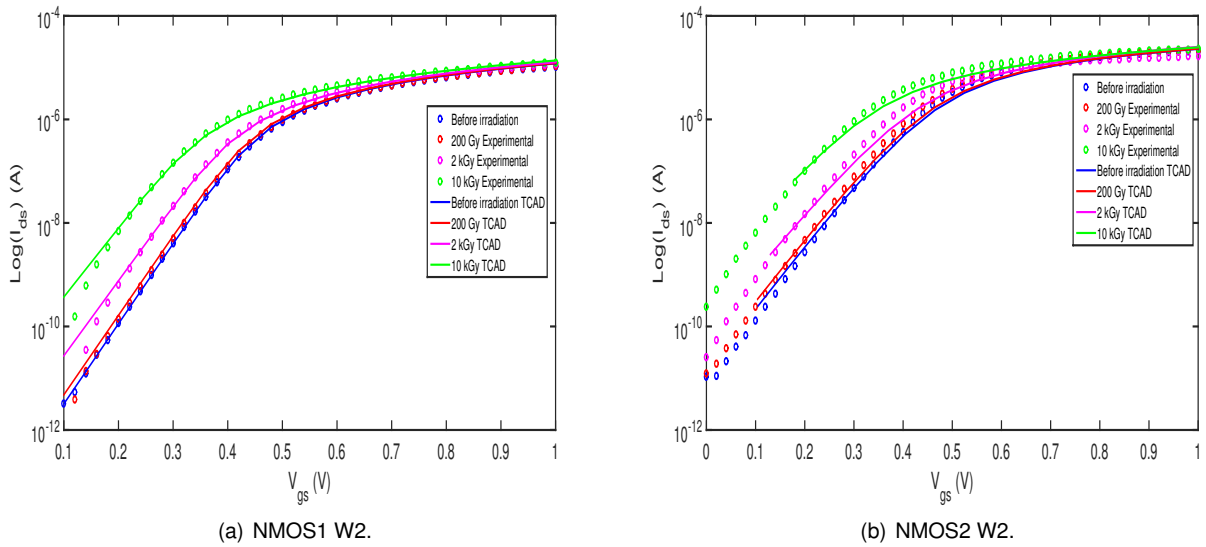 10^-4
10^-6
10^-8
10^-10
10^-12
Log(I_ds) (A)
0.1 0.2 0.3 0.4 0.5 0.6 0.7 0.8 0.9 1
V_gs (V)
Before irradiation
200 Gy Experimental
2 kGy Experimental
10 kGy Experimental
Before irradiation TCAD
200 Gy TCAD
2 kGy TCAD
10 kGy TCAD
(a) NMOS1 W2.
10^-4
10^-6
10^-8
10^-10
10^-12
Log(I_ds) (A)
0 0.1 0.2 0.3 0.4 0.5 0.6 0.7 0.8 0.9 1
V_gs (V)
Before irradiation
200 Gy Experimental
2 kGy Experimental
10 kGy Experimental
Before irradiation TCAD
200 Gy TCAD
2 kGy TCAD
10 kGy TCAD
(b) NMOS2 W2.